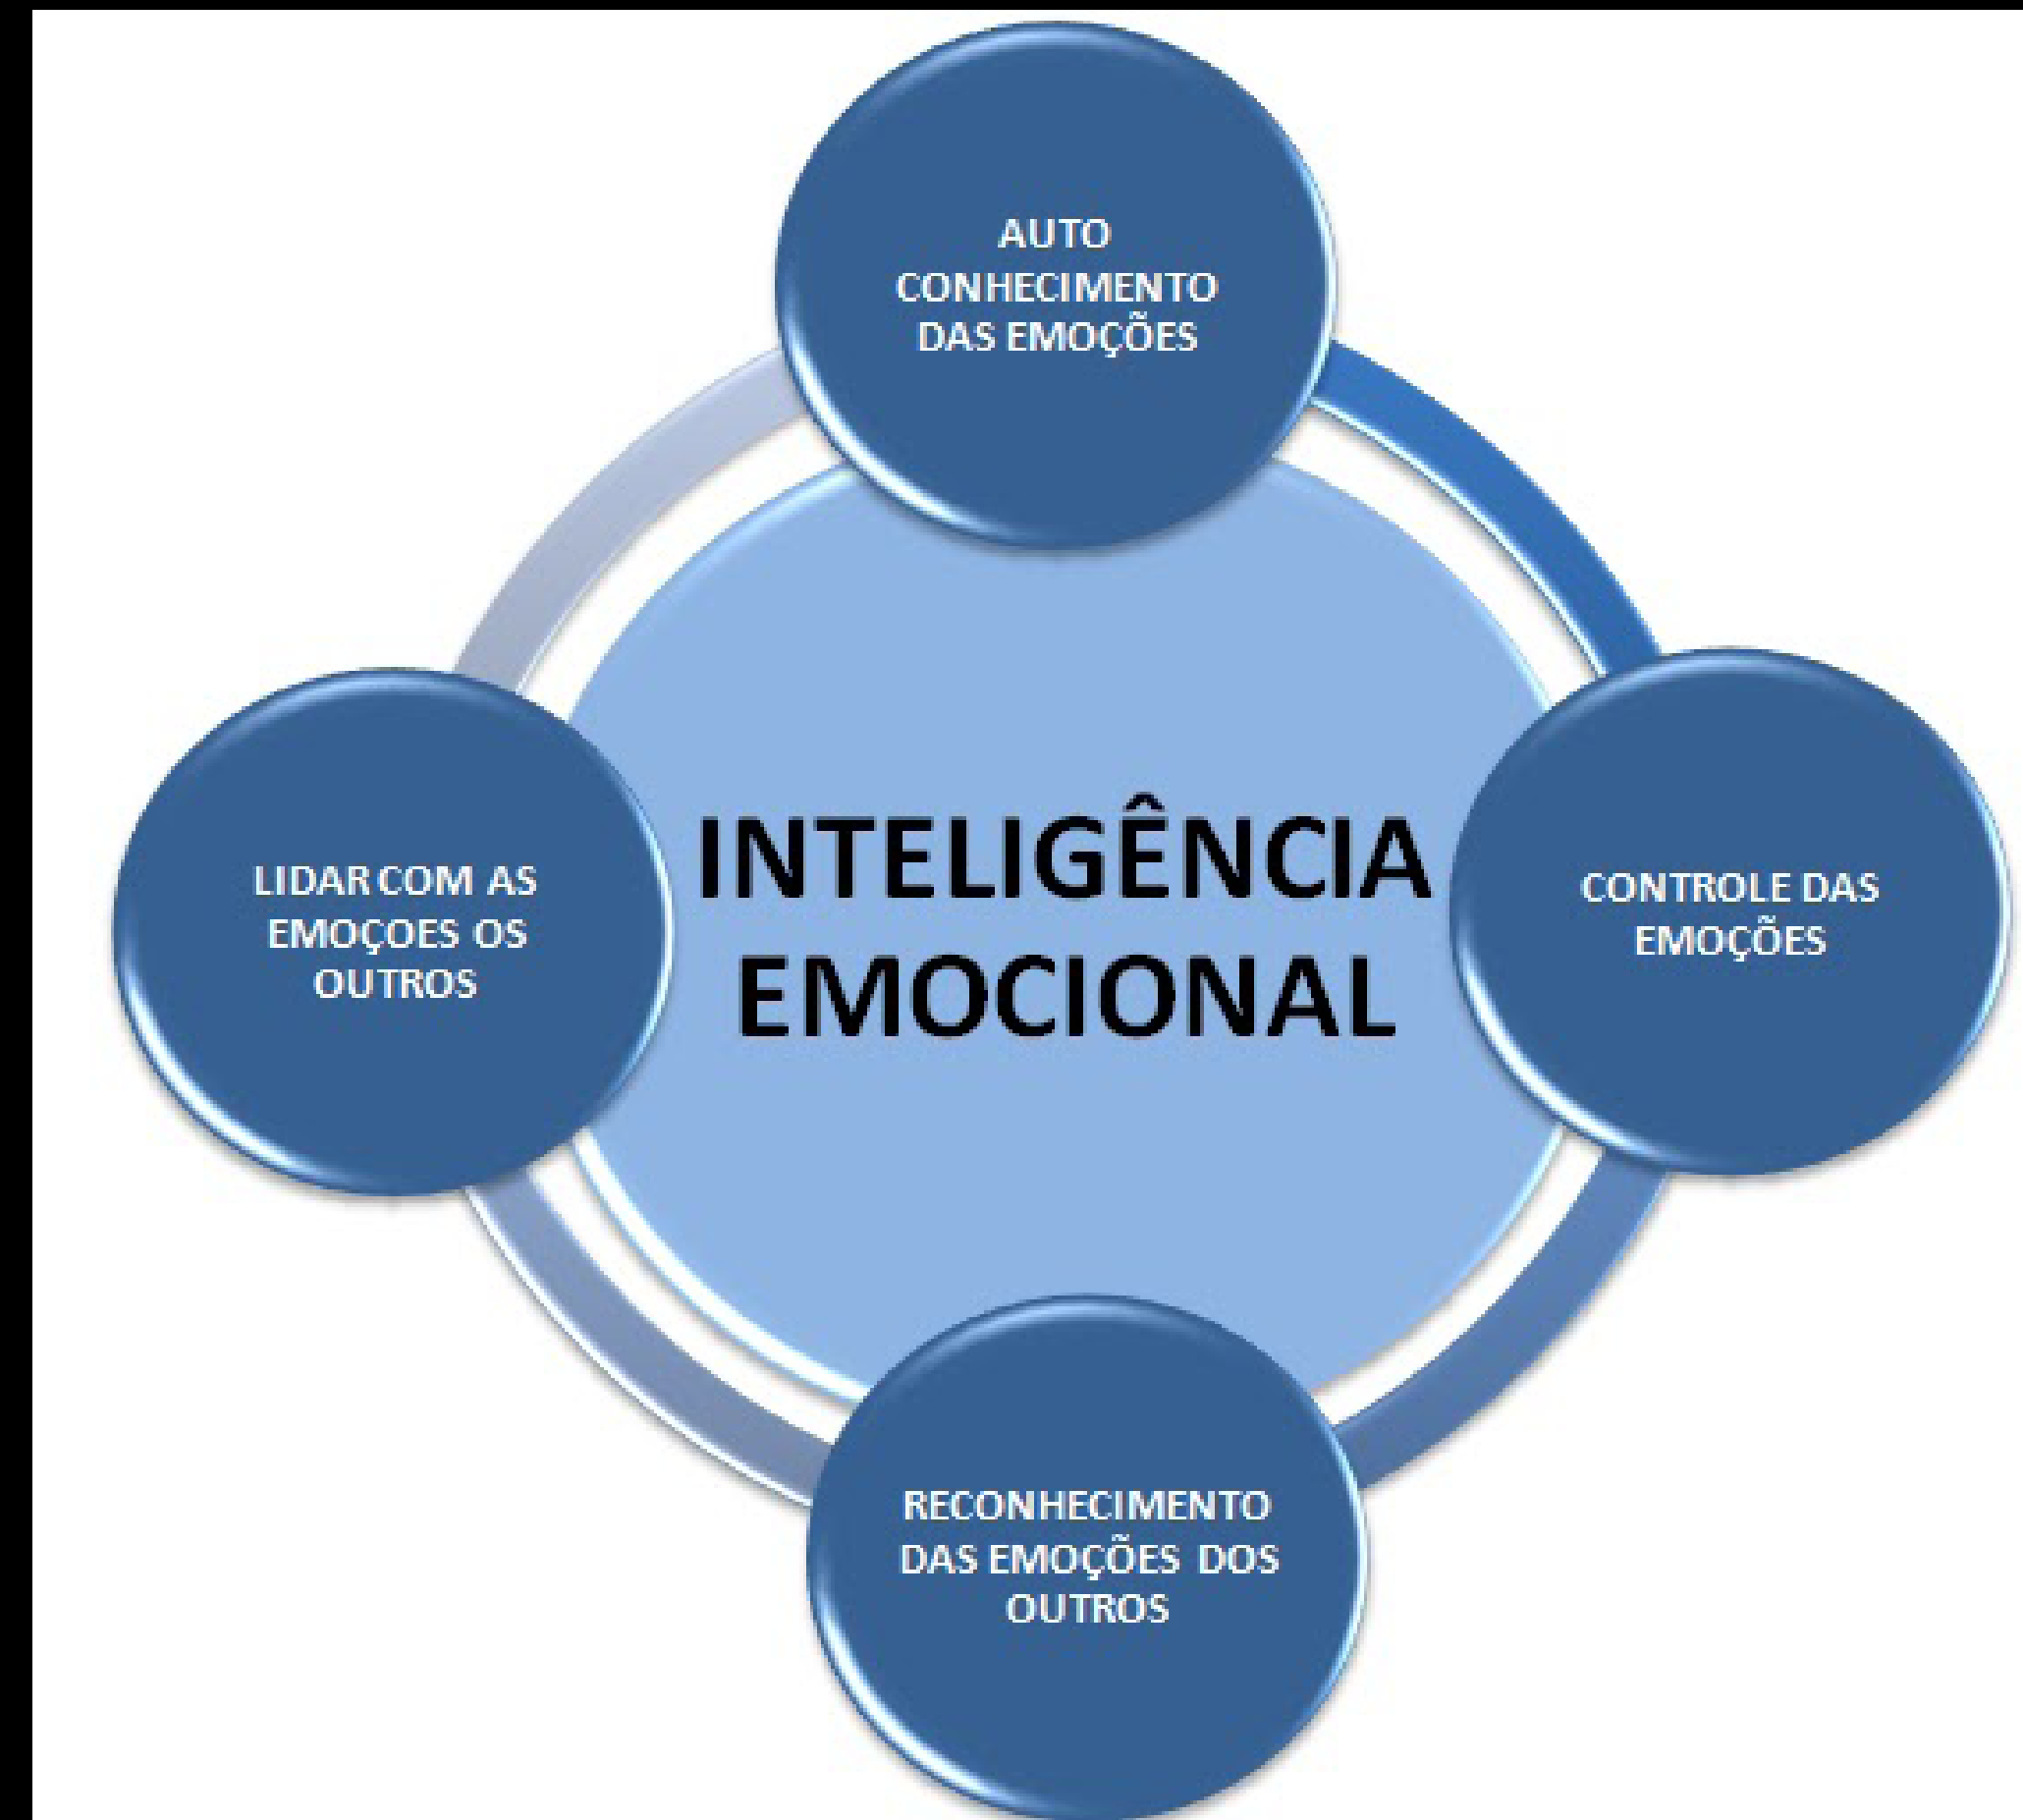 AUTO
CONHECIMENTO
DAS EMOÇÕES
INTELIGÊNCIA
EMOCIONAL
LIDAR COM AS
EMOÇOES OS
OUTROS
CONTROLE DAS
EMOÇÕES
RECONHECIMENTO
DAS EMOÇÕES DOS
OUTROS